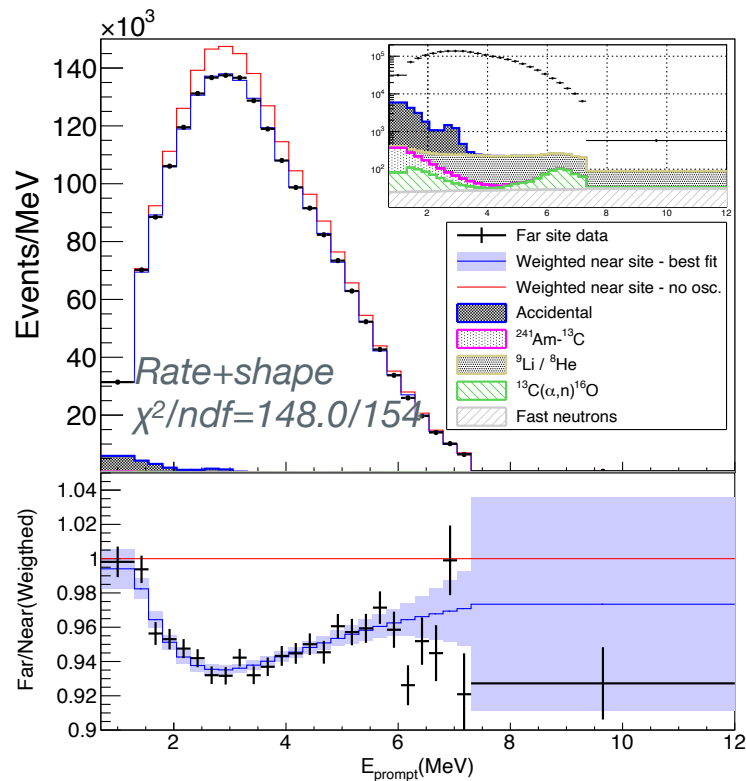 ×10³
140
120
100
80
60
40
20
Events/MeV
10⁵
10⁴
10³
10²
2 4 6 8 10 12
Far site data
Weighted near site - best fit
Weighted near site - no osc.
Accidental
²⁴¹Am-¹³C
⁹Li / ⁸He
¹³C(α,n)¹⁶O
Fast neutrons
Rate+shape
χ²/ndf=148.0/154
1.04
1.02
1
0.98
0.96
0.94
0.92
0.9
Far/Near(Weigthed)
2 4 6 8 10 12
E_prompt(MeV)